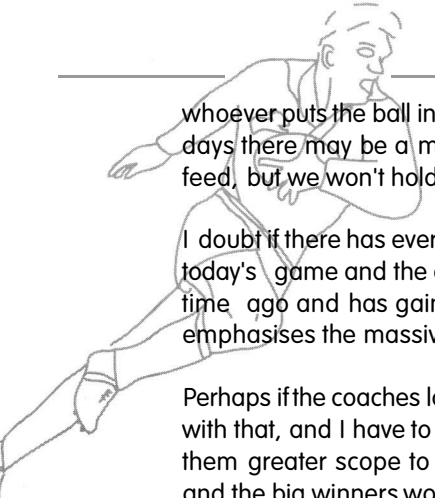 whoever puts the ball in
days there may be a m
feed, but we won't hold
I doubt if there has ever
today's game and the
time ago and has gain
emphasises the massiv
Perhaps if the coaches l
with that, and I have to
them greater scope to
and the big winners wo